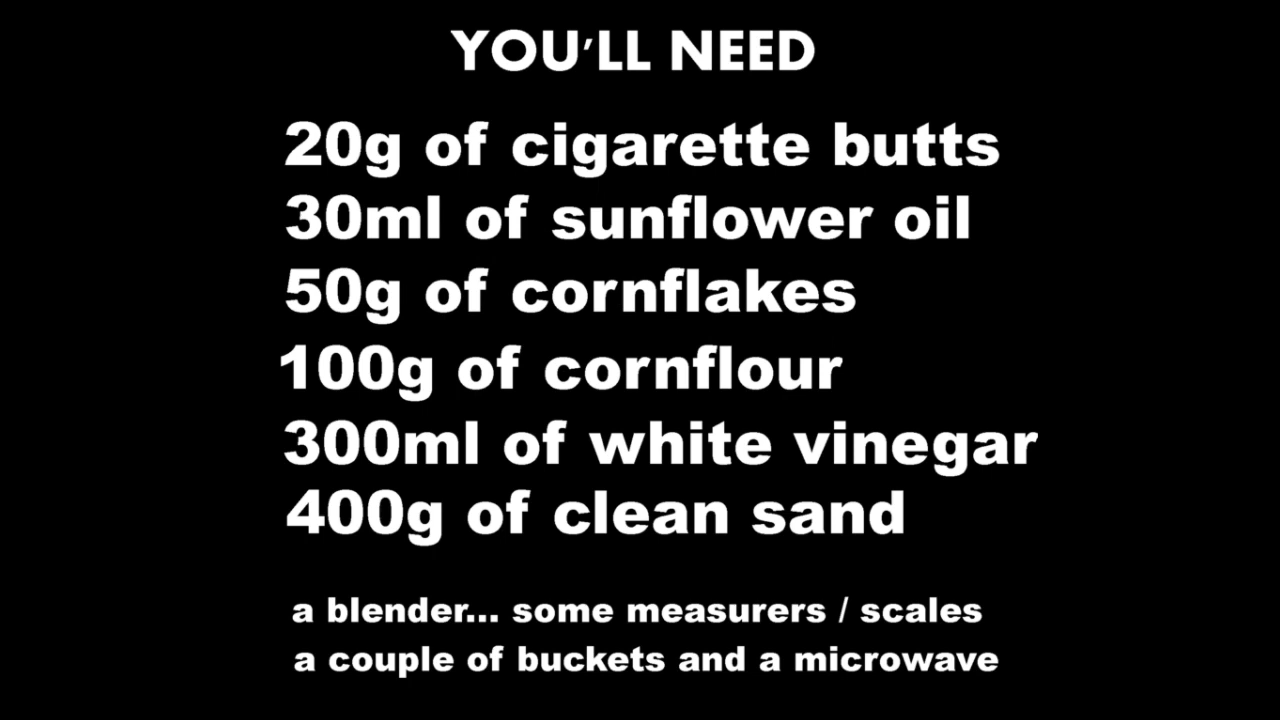 YOU'LL NEED
20g of cigarette butts
30ml of sunflower oil
50g of cornflakes
100g of cornflour
300ml of white vinegar
400g of clean sand
a blender... some measurers / scales
a couple of buckets and a microwave